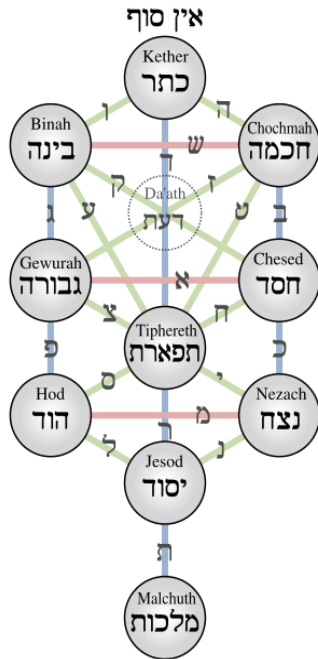 אין סוף
Kether
כתר
ו
ה
Binah
בינה
Chochmah
חכמה
ש
ד
ק
ז
Da'ath
דעת
ג
ע
ט
ב
Gewurah
גבורה
Chesed
חסד
א
צ
ח
Tiphereth
תפארת
פ
כ
ס
י
Hod
הוד
Nezach
נצח
מ
ר
ל
נ
Jesod
יסוד
ת
Malchuth
מלכות